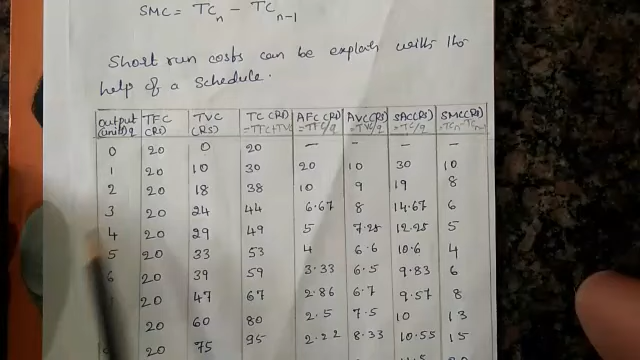 SMC = TCn - TCn-1
Short run costs can be explain with the
help of a Schedule.
output (units)q TFC (RS) TVC (RS) TC (RS) =TFC+TVC AFC (RS) =TFC/q AVC (RS) =TVC/q SAC (RS) =TC/q SMC (RS) =TCn-TCn-1
0 20 0 20 — — — —
1 20 10 30 20 10 30 10
2 20 18 38 10 9 19 8
3 20 24 44 6.67 8 14.67 6
4 20 29 49 5 7.25 12.25 5
5 20 33 53 4 6.6 10.6 4
6 20 39 59 3.33 6.5 9.83 6
20 47 67 2.86 6.7 9.57 8
20 60 80 2.5 7.5 10 13
20 75 95 2.22 8.33 10.55 15